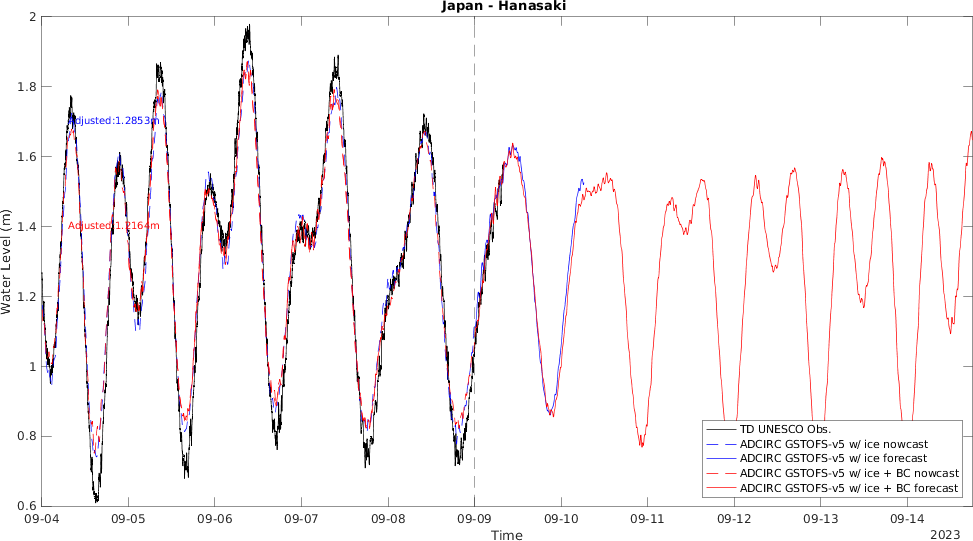 Japan - Hanasaki
2
1.8
1.6
1.4
1.2
1
0.8
0.6
Water Level (m)
Adjusted:1.2853m
Adjusted:1.2164m
TD UNESCO Obs.
ADCIRC GSTOFS-v5 w/ ice nowcast
ADCIRC GSTOFS-v5 w/ ice forecast
ADCIRC GSTOFS-v5 w/ ice + BC nowcast
ADCIRC GSTOFS-v5 w/ ice + BC forecast
09-04 09-05 09-06 09-07 09-08 09-09 09-10 09-11 09-12 09-13 09-14
Time
2023